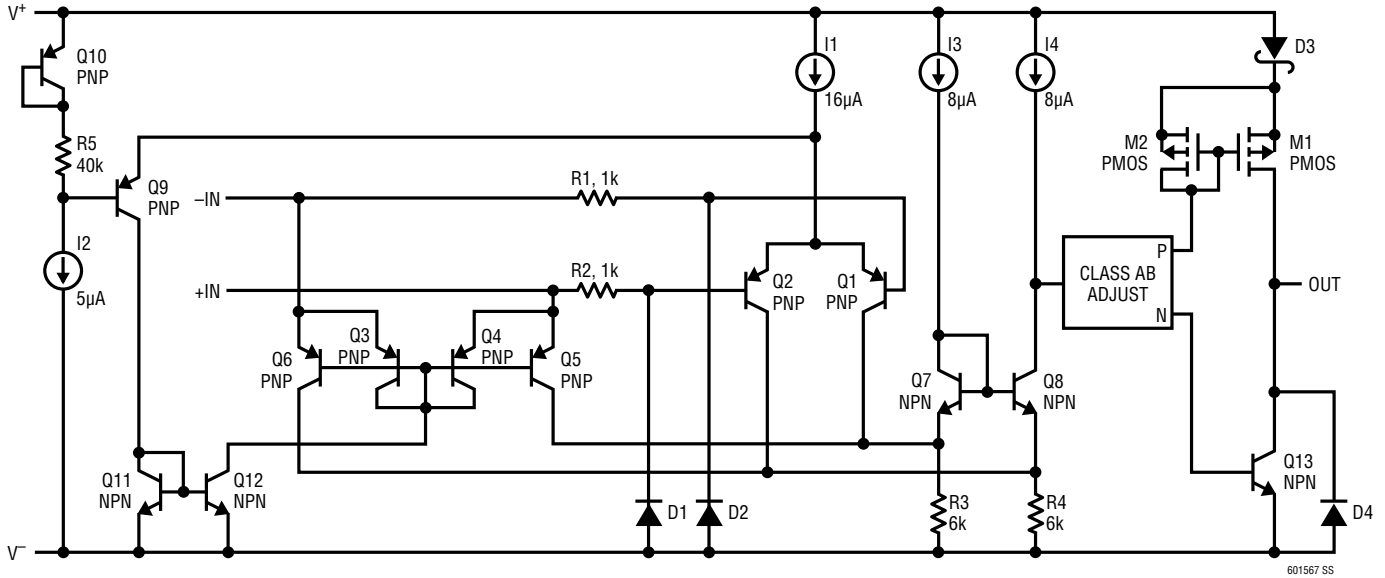 V+
Q10
PNP
R5
40k
Q9
PNP
I2
5µA
I1
16µA
I3
8µA
I4
8µA
D3
M2
PMOS
M1
PMOS
–IN
R1, 1k
+IN
R2, 1k
Q2
PNP
Q1
PNP
Q6
PNP
Q3
PNP
Q4
PNP
Q5
PNP
Q7
NPN
Q8
NPN
CLASS AB
ADJUST
P
N
OUT
Q11
NPN
Q12
NPN
D1
D2
R3
6k
R4
6k
Q13
NPN
D4
V–
601567 SS